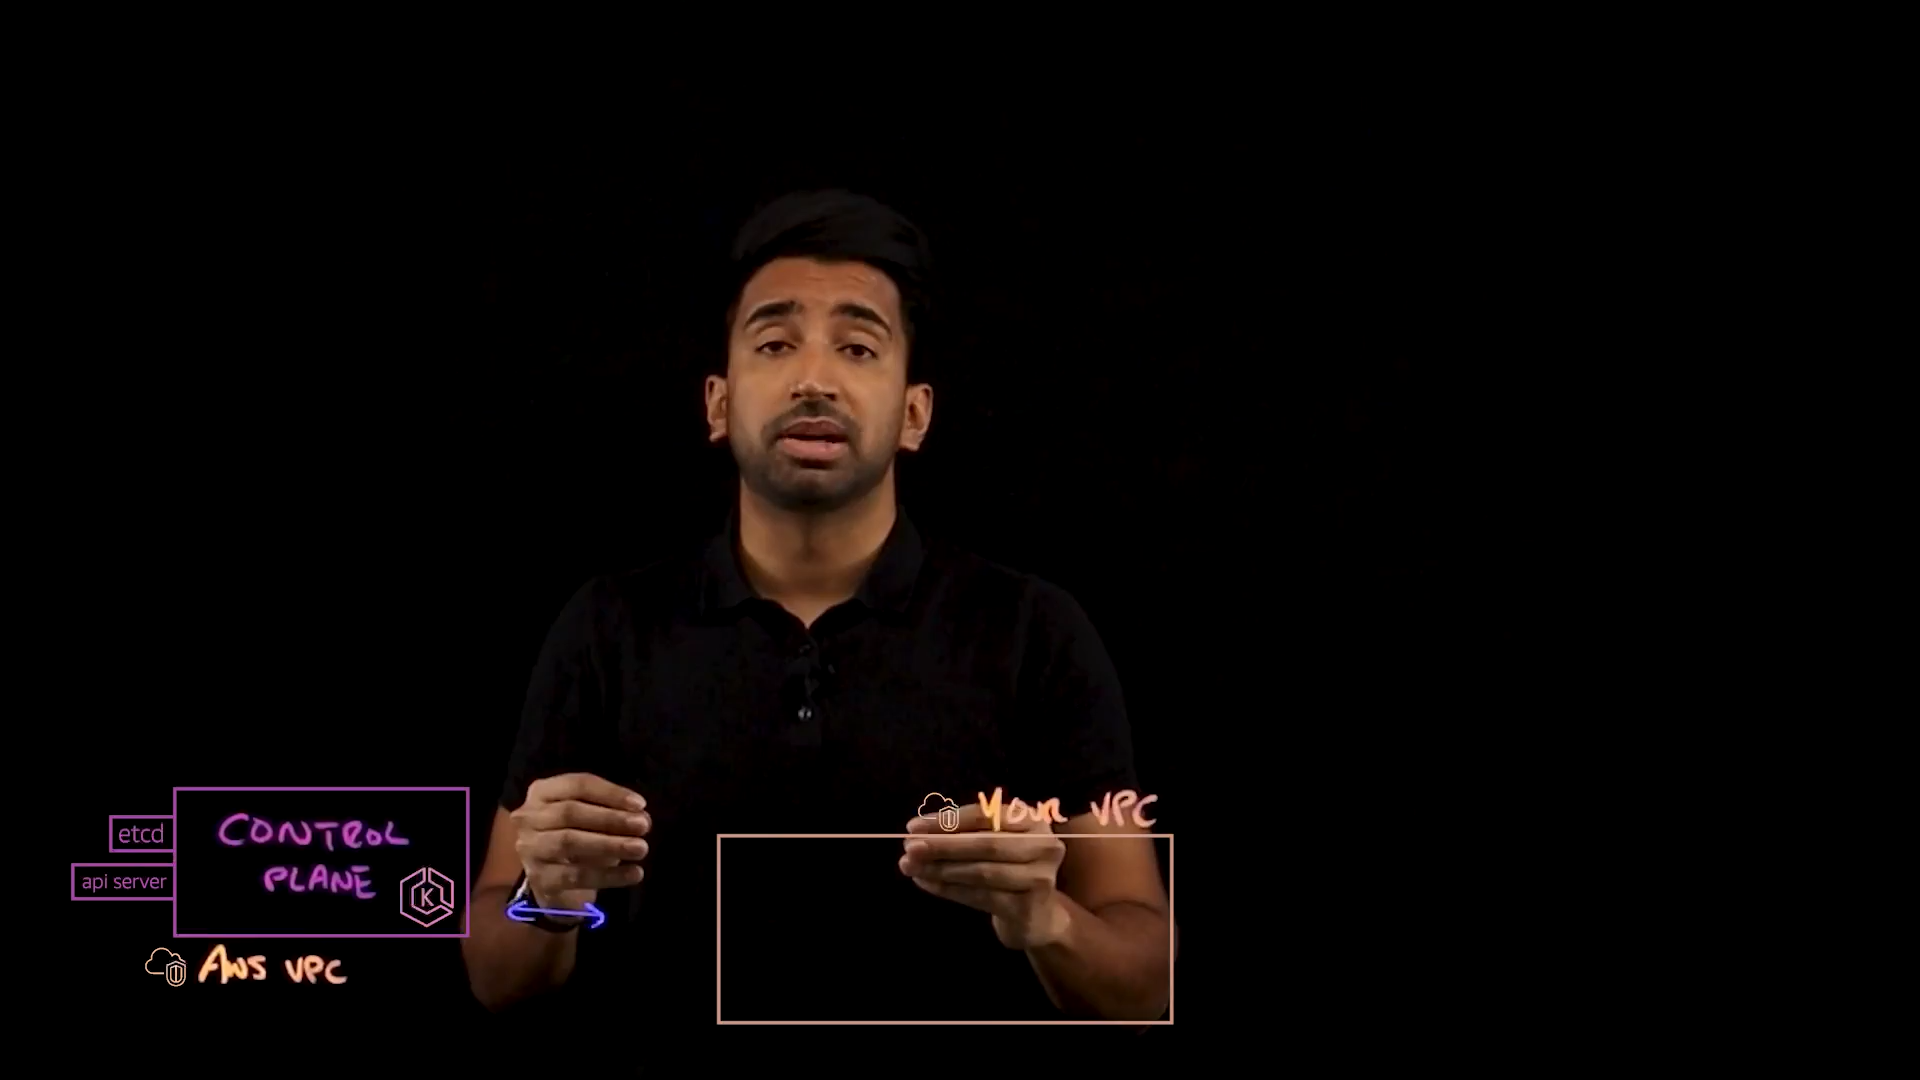 etcd
api server
CONTROL
PLANE
K
AWS VPC
YOUR VPC